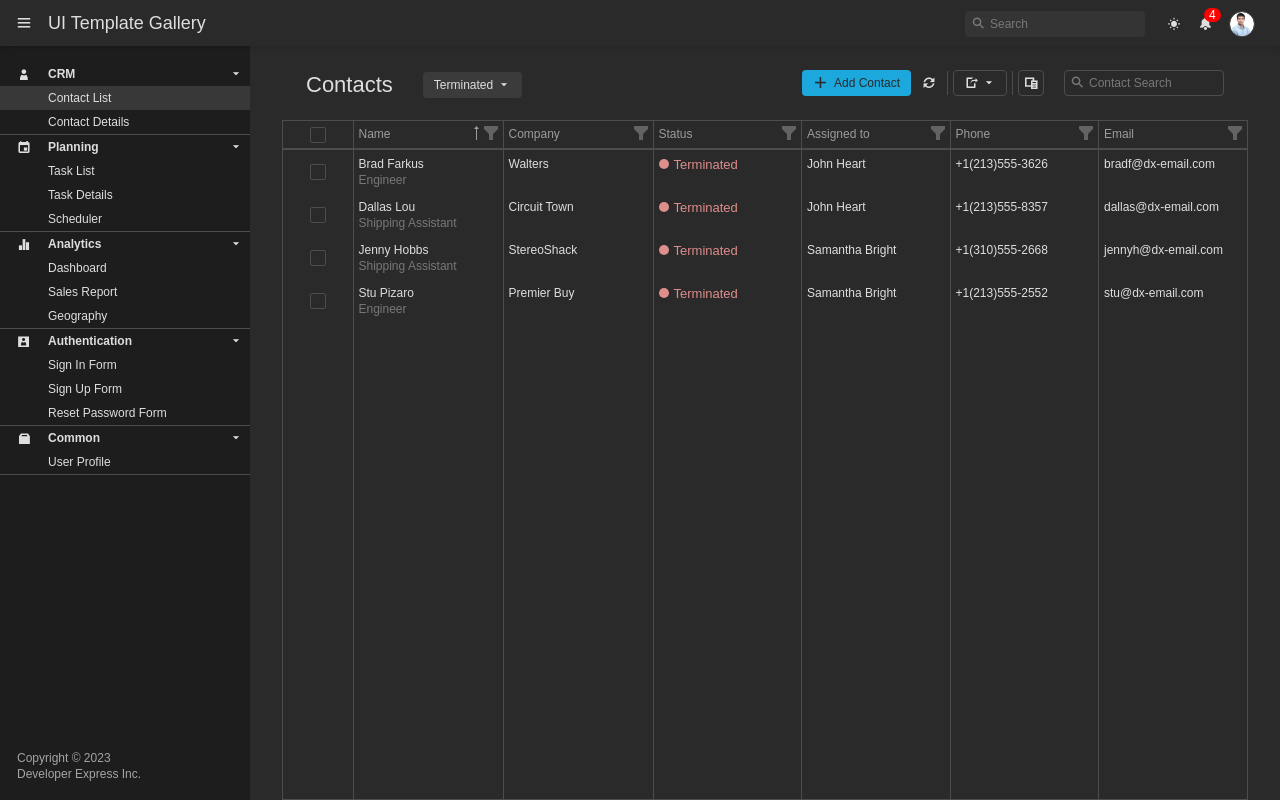 UI Template Gallery
Search
4
CRM
Contact List
Contact Details
Planning
Task List
Task Details
Scheduler
Analytics
Dashboard
Sales Report
Geography
Authentication
Sign In Form
Sign Up Form
Reset Password Form
Common
User Profile
Copyright © 2023
Developer Express Inc.
Contacts
Terminated
Add Contact
Contact Search
Name Company Status Assigned to Phone Email
Brad Farkus Walters Terminated John Heart +1(213)555-3626 bradf@dx-email.com
Engineer
Dallas Lou Circuit Town Terminated John Heart +1(213)555-8357 dallas@dx-email.com
Shipping Assistant
Jenny Hobbs StereoShack Terminated Samantha Bright +1(310)555-2668 jennyh@dx-email.com
Shipping Assistant
Stu Pizaro Premier Buy Terminated Samantha Bright +1(213)555-2552 stu@dx-email.com
Engineer